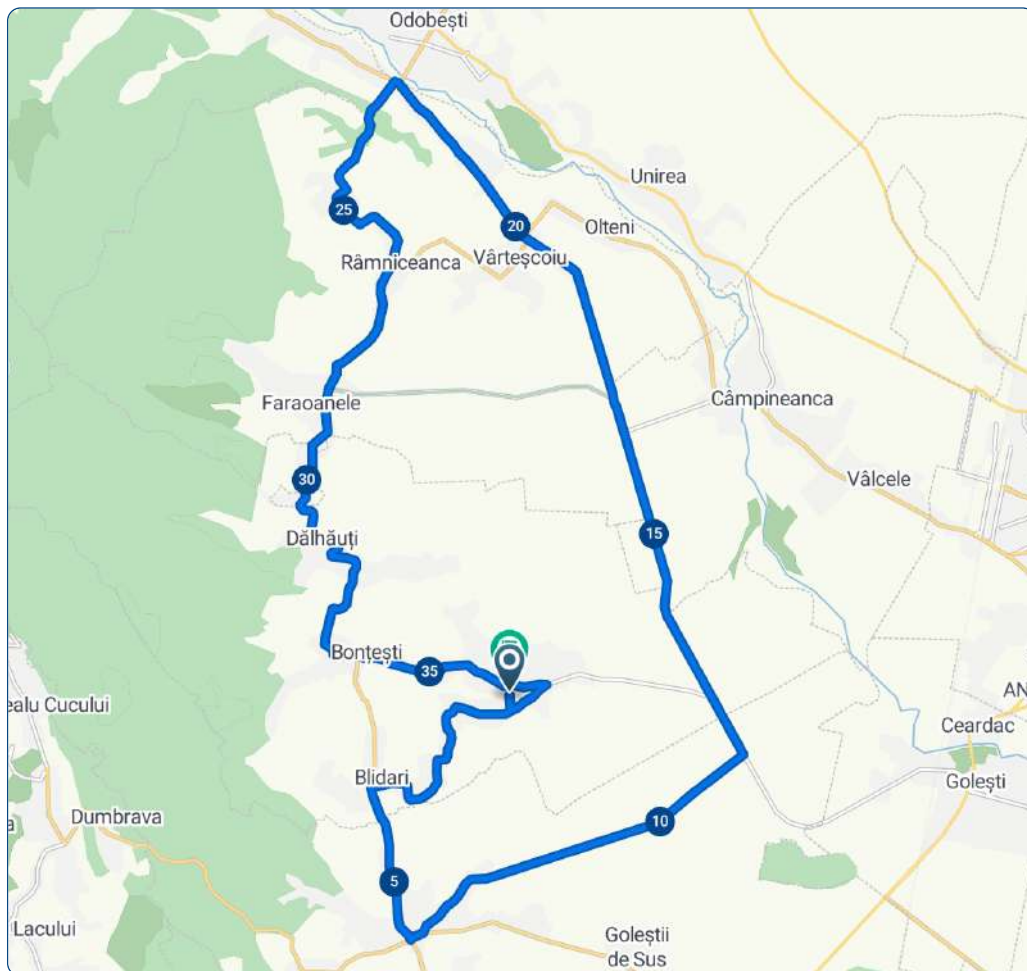 Odobești
Unirea
25
20
Olteni
Râmniceanca
Vârteșcoiu
Faraoanele
Câmpineanca
30
Vâlcele
15
Dălhăuți
Bontești
35
ealu Cucului
AN
Ceardac
Blidari
Golești
Dumbrava
a
10
5
Lacului
Goleștii
de Sus